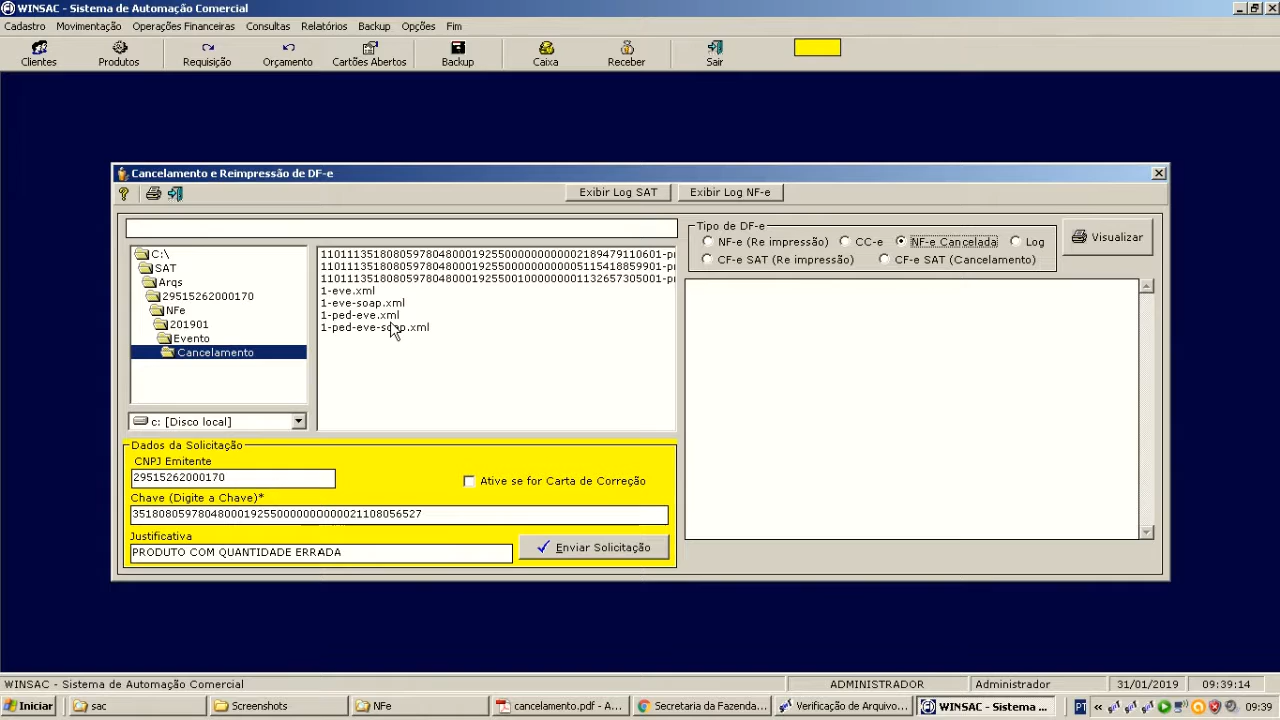 WINSAC - Sistema de Automação Comercial
Cadastro Movimentação Operações Financeiras Consultas Relatórios Backup Opções Fim
Clientes Produtos Requisição Orçamento Cartões Abertos Backup Caixa Receber Sair
Cancelamento e Reimpressão de DF-e
Exibir Log SAT Exibir Log NF-e
Tipo de DF-e
NF-e (Re impressão) CC-e NF-e Cancelada Log
CF-e SAT (Re impressão) CF-e SAT (Cancelamento)
Visualizar
C:\
SAT
Arqs
29515262000170
NFe
201901
Evento
Cancelamento
c: [Disco local]
1-eve.xml
1-eve-soap.xml
1-ped-eve.xml
1-ped-eve-soap.xml
Dados da Solicitação
CNPJ Emitente
29515262000170
Ative se for Carta de Correção
Chave (Digite a Chave)*
Justificativa
PRODUTO COM QUANTIDADE ERRADA
Enviar Solicitação
WINSAC - Sistema de Automação Comercial ADMINISTRADOR Administrador 31/01/2019 09:39:14
Iniciar sac Screenshots NFe cancelamento.pdf - A... Secretaria da Fazenda... Verificação de Arquivo... WINSAC - Sistema ... PT 09:39